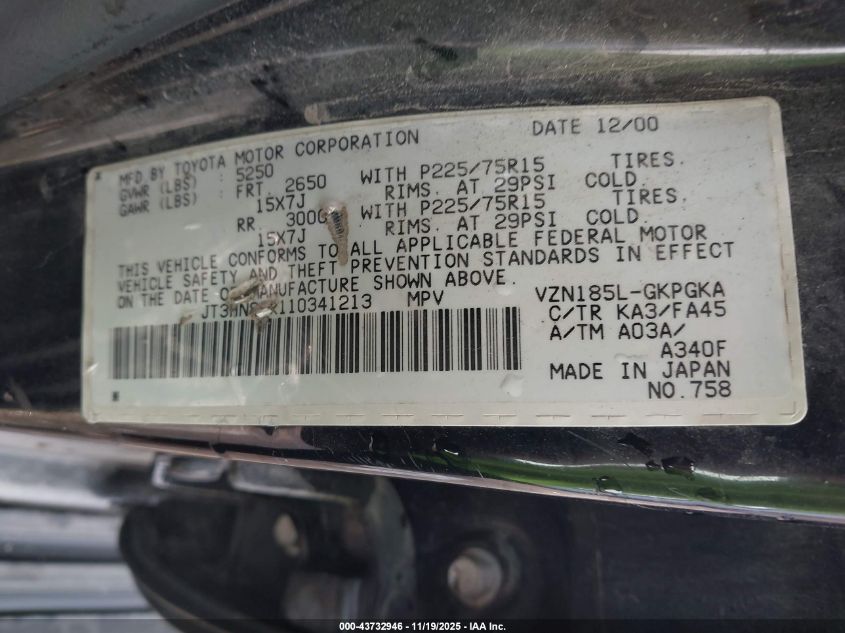 MFD BY TOYOTA MOTOR CORPORATION DATE 12/00
GVWR (LBS) : 5250
GAWR (LBS) : FRT. 2650 WITH P225/75R15 TIRES.
15X7J RIMS. AT 29PSI COLD.
RR 3000 WITH P225/75R15 TIRES.
15X7J RIMS. AT 29PSI COLD.
THIS VEHICLE CONFORMS TO ALL APPLICABLE FEDERAL MOTOR
VEHICLE SAFETY AND THEFT PREVENTION STANDARDS IN EFFECT
ON THE DATE OF MANUFACTURE SHOWN ABOVE.
MPV VZN185L-GKPGKA
C/TR KA3/FA45
A/TM A03A/
A340F
MADE IN JAPAN
NO.758
000-43732946 - 11/19/2025 - IAA Inc.